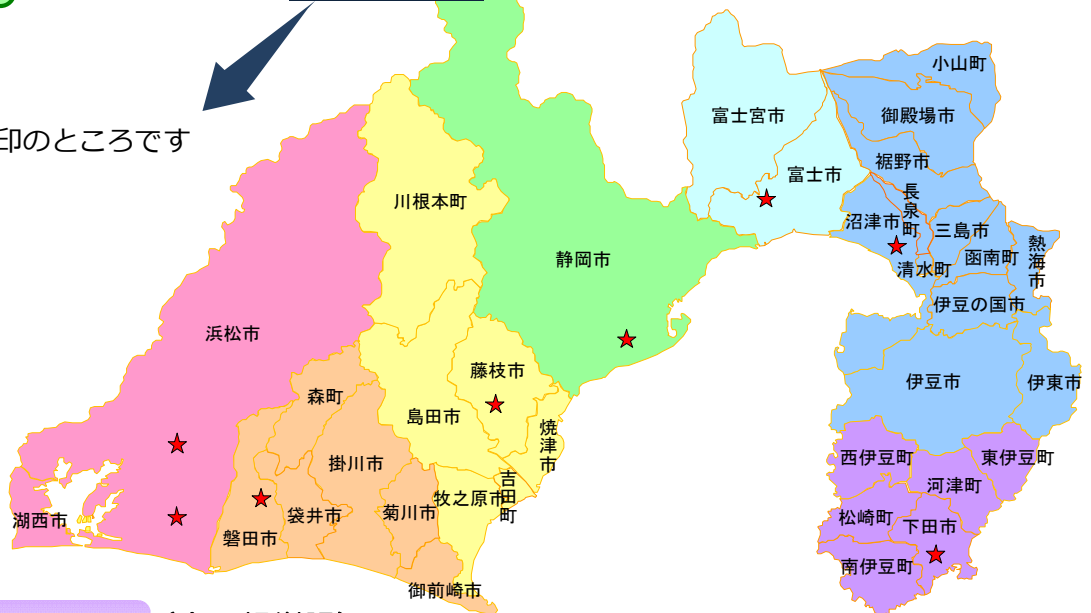 印のところです
小山町
富士宮市
御殿場市
裾野市
富士市
長泉町
川根本町
沼津市
三島市
熱海市
静岡市
函南町
清水町
伊豆の国市
浜松市
藤枝市
伊豆市
伊東市
森町
島田市
焼津市
掛川市
西伊豆町
東伊豆町
吉田町
牧之原市
河津町
湖西市
袋井市
菊川市
松崎町
下田市
磐田市
南伊豆町
御前崎市